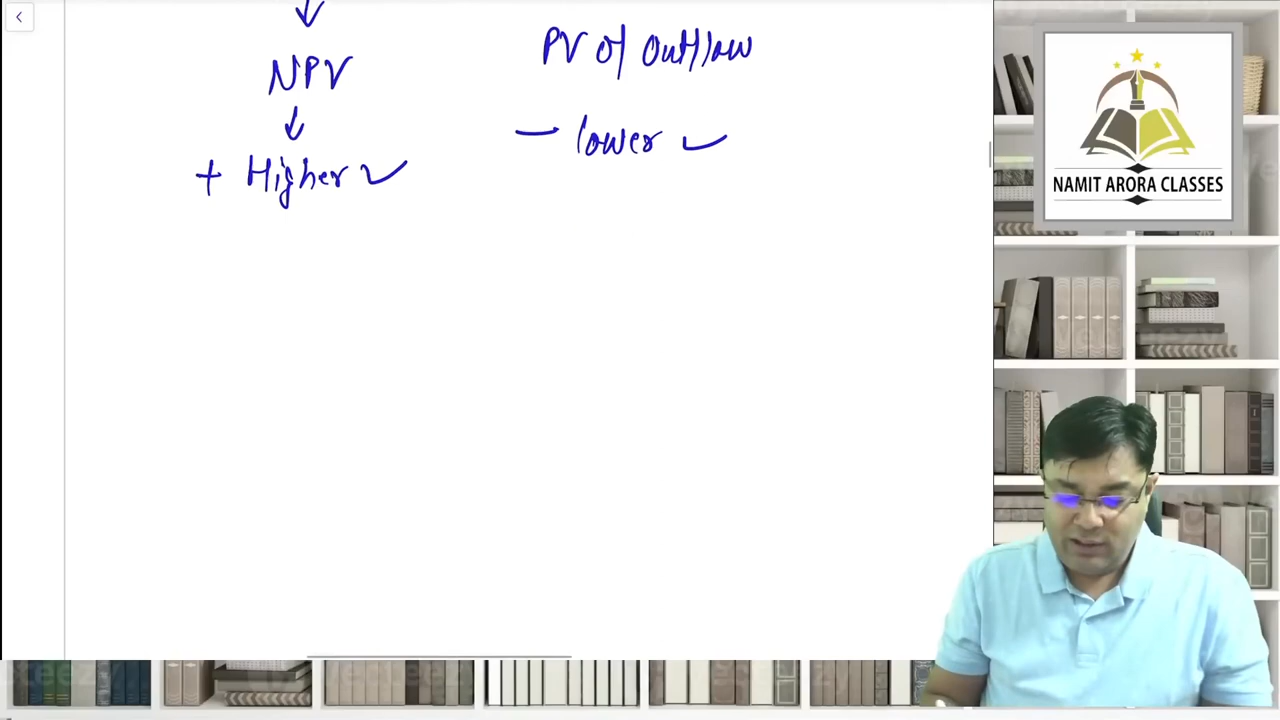 NPV
+ Higher ✓
PV of Outflow
– lower ✓
NAMIT ARORA CLASSES